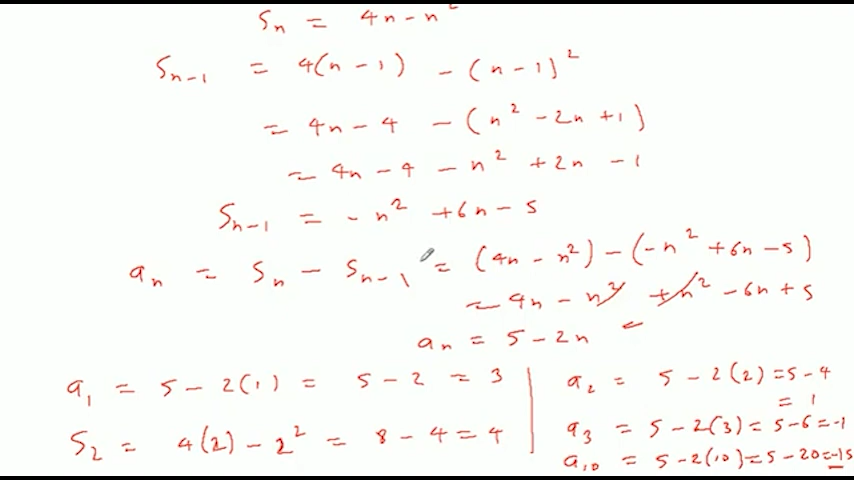 Sn = 4n - n²
Sn-1 = 4(n - 1) - (n - 1)²
= 4n - 4 - (n² - 2n + 1)
= 4n - 4 - n² + 2n - 1
Sn-1 = - n² + 6n - 5
an = Sn - Sn-1 = (4n - n²) - (-n² + 6n - 5)
= 4n - n² + n² - 6n + 5
an = 5 - 2n
a1 = 5 - 2(1) = 5 - 2 = 3
S2 = 4(2) - 2² = 8 - 4 = 4
a2 = 5 - 2(2) = 5 - 4
= 1
a3 = 5 - 2(3) = 5 - 6 = -1
a10 = 5 - 2(10) = 5 - 20 = -15